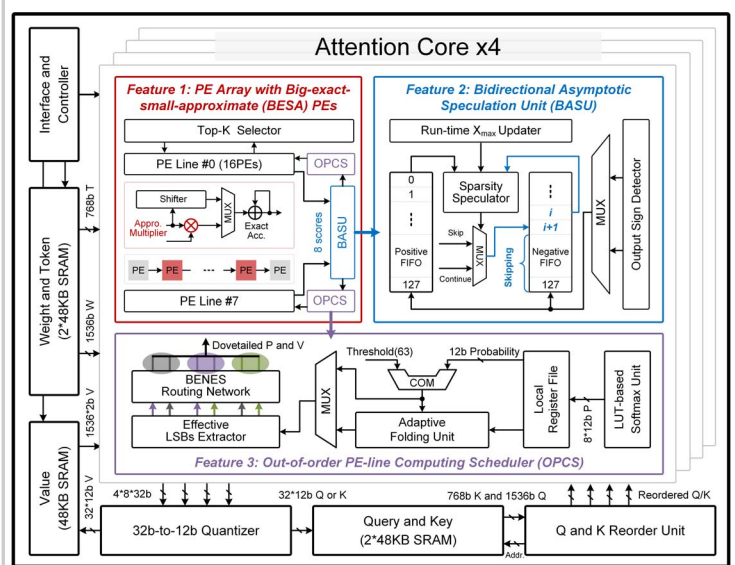 Attention Core x4
Interface and
Controller
768b T
Weight and Token
(2*48KB SRAM)
1536b W
1536*2b V
Value
(48KB SRAM)
32*12b V
Feature 1: PE Array with Big-exact-
small-approximate (BESA) PEs
Top-K Selector
PE Line #0 (16PEs)
OPCS
Shifter
Appro.
Multiplier
MUX
Exact
Acc.
8 scores
BASU
PE
PE
---
PE
PE
PE Line #7
OPCS
Feature 2: Bidirectional Asymptotic
Speculation Unit (BASU)
Run-time Xmax Updater
0
1
Positive
FIFO
127
Sparsity
Speculator
Skip
Continue
MUX
Skipping
i
i+1
Negative
FIFO
127
MUX
Output Sign Detector
Dovetailed P and V
BENES
Routing Network
Effective
LSBs Extractor
MUX
Threshold(63)
12b Probability
COM
Adaptive
Folding Unit
Local
Register File
8*12b P
LUT-based
Softmax Unit
Feature 3: Out-of-order PE-line Computing Scheduler (OPCS)
4*8*32b
32*12b Q or K
768b K and 1536b Q
Reordered Q/K
32b-to-12b Quantizer
Query and Key
(2*48KB SRAM)
Addr.
Q and K Reorder Unit